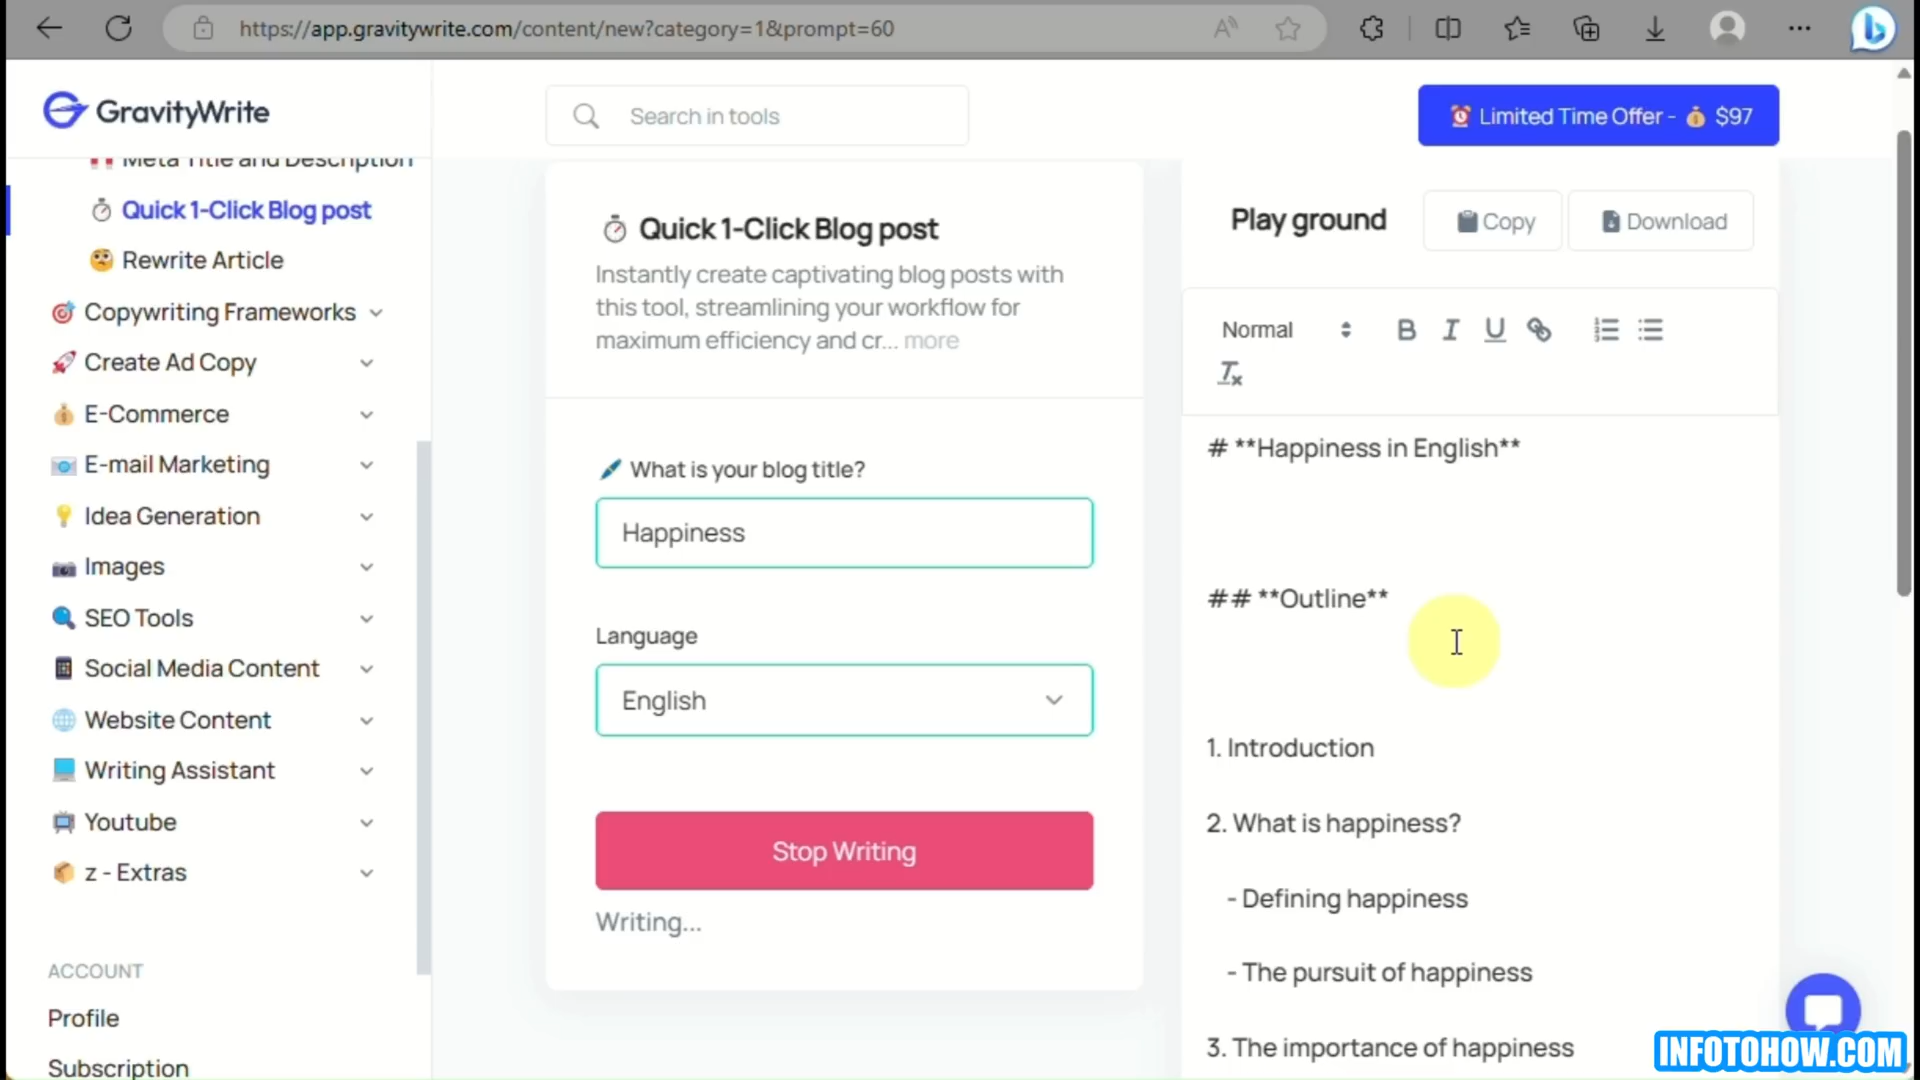 https://app.gravitywrite.com/content/new?category=1&prompt=60
GravityWrite
Search in tools
Limited Time Offer - $97
Meta Title and Description
Quick 1-Click Blog post
Rewrite Article
Copywriting Frameworks
Create Ad Copy
E-Commerce
E-mail Marketing
Idea Generation
Images
SEO Tools
Social Media Content
Website Content
Writing Assistant
Youtube
z - Extras
ACCOUNT
Profile
Subscription
Quick 1-Click Blog post
Instantly create captivating blog posts with
this tool, streamlining your workflow for
maximum efficiency and cr... more
What is your blog title?
Happiness
Language
English
Stop Writing
Writing...
Play ground
Copy
Download
Normal
# **Happiness in English**
## **Outline**
1. Introduction
2. What is happiness?
- Defining happiness
- The pursuit of happiness
3. The importance of happiness
INFOTOHOW.COM